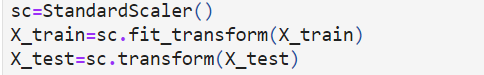 sc=StandardScaler()
X_train=sc.fit_transform(X_train)
X_test=sc.transform(X_test)